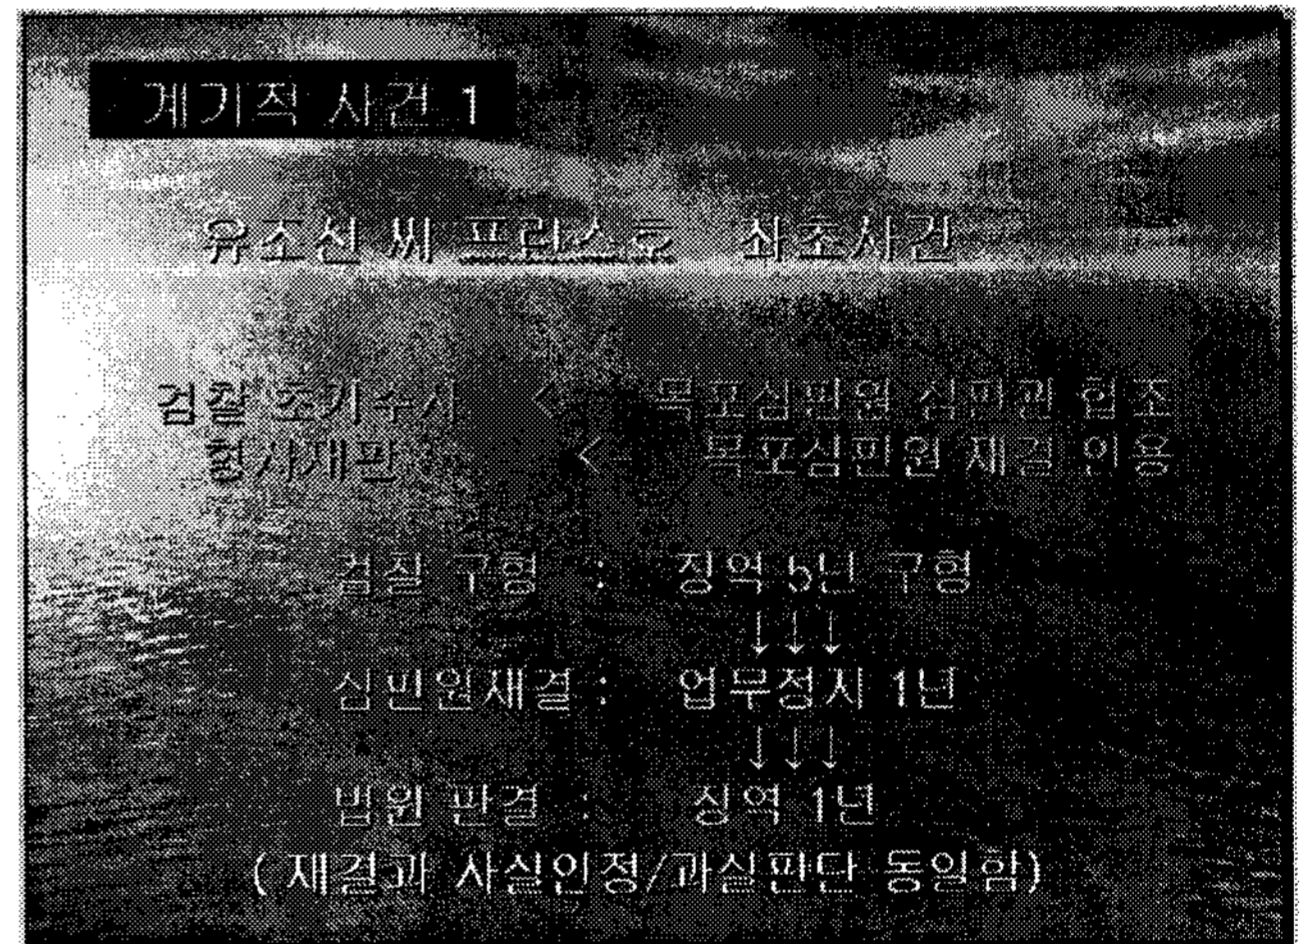 계기적 사건 1
유조선 씨 프린스호 좌초사건
검찰 초기수사 <- 목포심판원 심판관 협조
형사재판 <- 목포심판원 재결 인용
검찰 구형 : 징역 5년 구형
↓↓↓
심판원재결 : 업무정지 1년
↓↓↓
법원 판결 : 징역 1년
( 재결과 사실인정/과실판단 동일함)